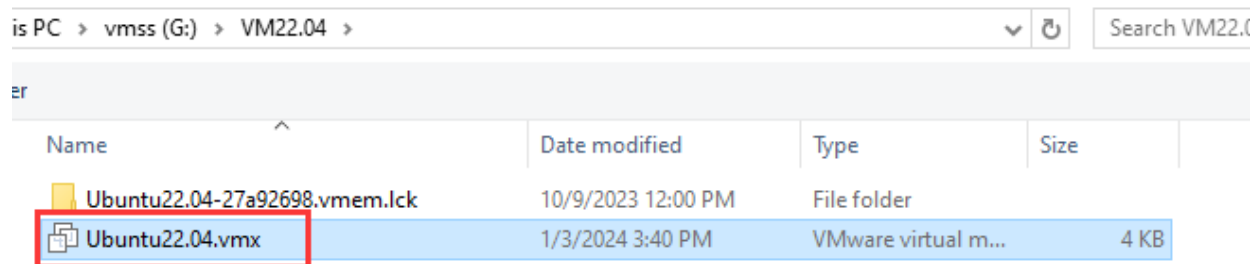 is PC > vmss (G:) > VM22.04 > Search VM22.0
er
Name Date modified Type Size
Ubuntu22.04-27a92698.vmem.lck 10/9/2023 12:00 PM File folder
Ubuntu22.04.vmx 1/3/2024 3:40 PM VMware virtual m... 4 KB